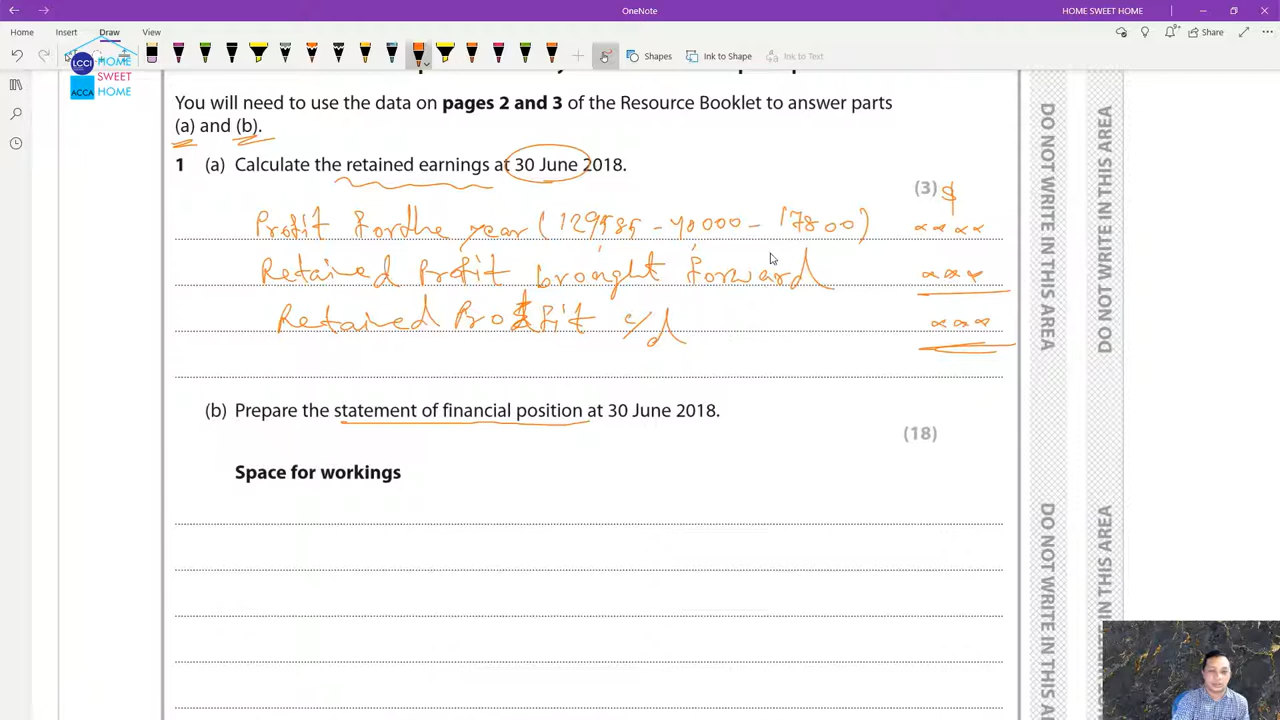 OneNote
HOME SWEET HOME
Home Insert Draw View
Share
Shapes Ink to Shape Ink to Text
LCCI HOME
SWEET
ACCA HOME
You will need to use the data on pages 2 and 3 of the Resource Booklet to answer parts
(a) and (b).
1 (a) Calculate the retained earnings at 30 June 2018.
(3) $
Profit for the year (129585 - 40000 - 17800) xxxx
Retained Profit brought forward xxx
Retained Profit c/d xxx
(b) Prepare the statement of financial position at 30 June 2018.
(18)
Space for workings
DO NOT WRITE IN THIS AREA
DO NOT WRITE IN THIS AREA
DO NOT WRITE IN THIS
IN THIS AREA